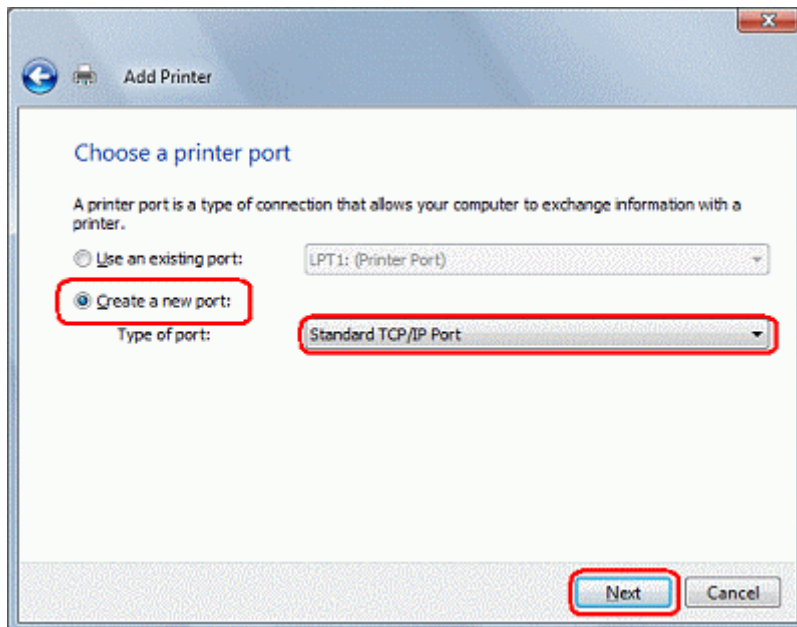 Add Printer
Choose a printer port
A printer port is a type of connection that allows your computer to exchange information with a
printer.
Use an existing port: LPT1: (Printer Port)
Create a new port:
Type of port: Standard TCP/IP Port
Next Cancel